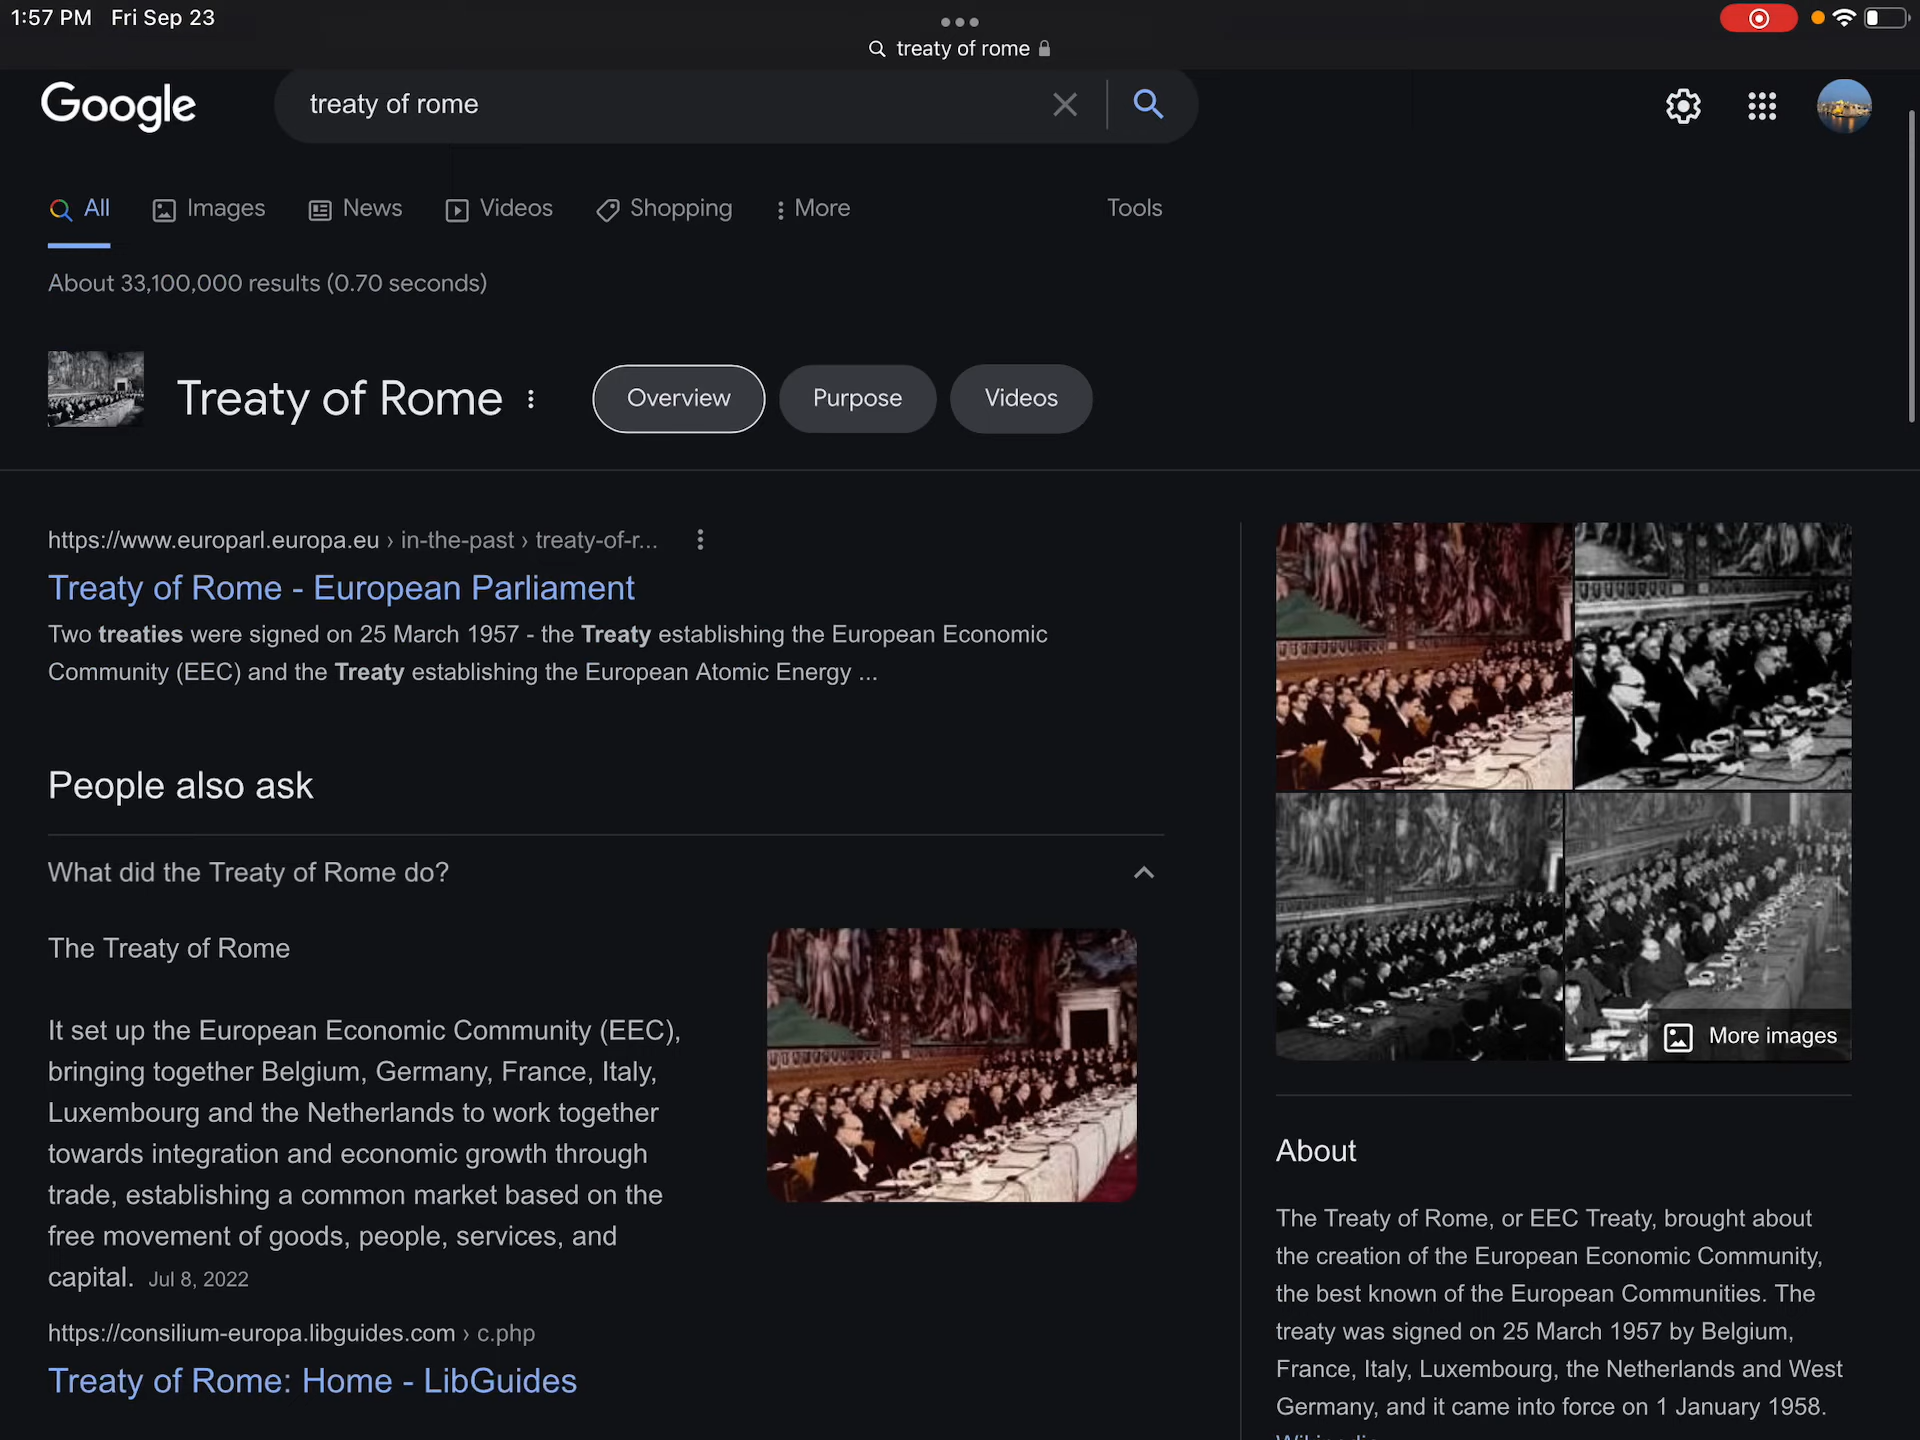 1:57 PM Fri Sep 23
treaty of rome
Google
treaty of rome
All Images News Videos Shopping More Tools
About 33,100,000 results (0.70 seconds)
Treaty of Rome
Overview Purpose Videos
https://www.europarl.europa.eu › in-the-past › treaty-of-r...
Treaty of Rome - European Parliament
Two treaties were signed on 25 March 1957 - the Treaty establishing the European Economic
Community (EEC) and the Treaty establishing the European Atomic Energy ...
People also ask
What did the Treaty of Rome do?
The Treaty of Rome
It set up the European Economic Community (EEC),
bringing together Belgium, Germany, France, Italy,
Luxembourg and the Netherlands to work together
towards integration and economic growth through
trade, establishing a common market based on the
free movement of goods, people, services, and
capital. Jul 8, 2022
https://consilium-europa.libguides.com › c.php
Treaty of Rome: Home - LibGuides
More images
About
The Treaty of Rome, or EEC Treaty, brought about
the creation of the European Economic Community,
the best known of the European Communities. The
treaty was signed on 25 March 1957 by Belgium,
France, Italy, Luxembourg, the Netherlands and West
Germany, and it came into force on 1 January 1958.